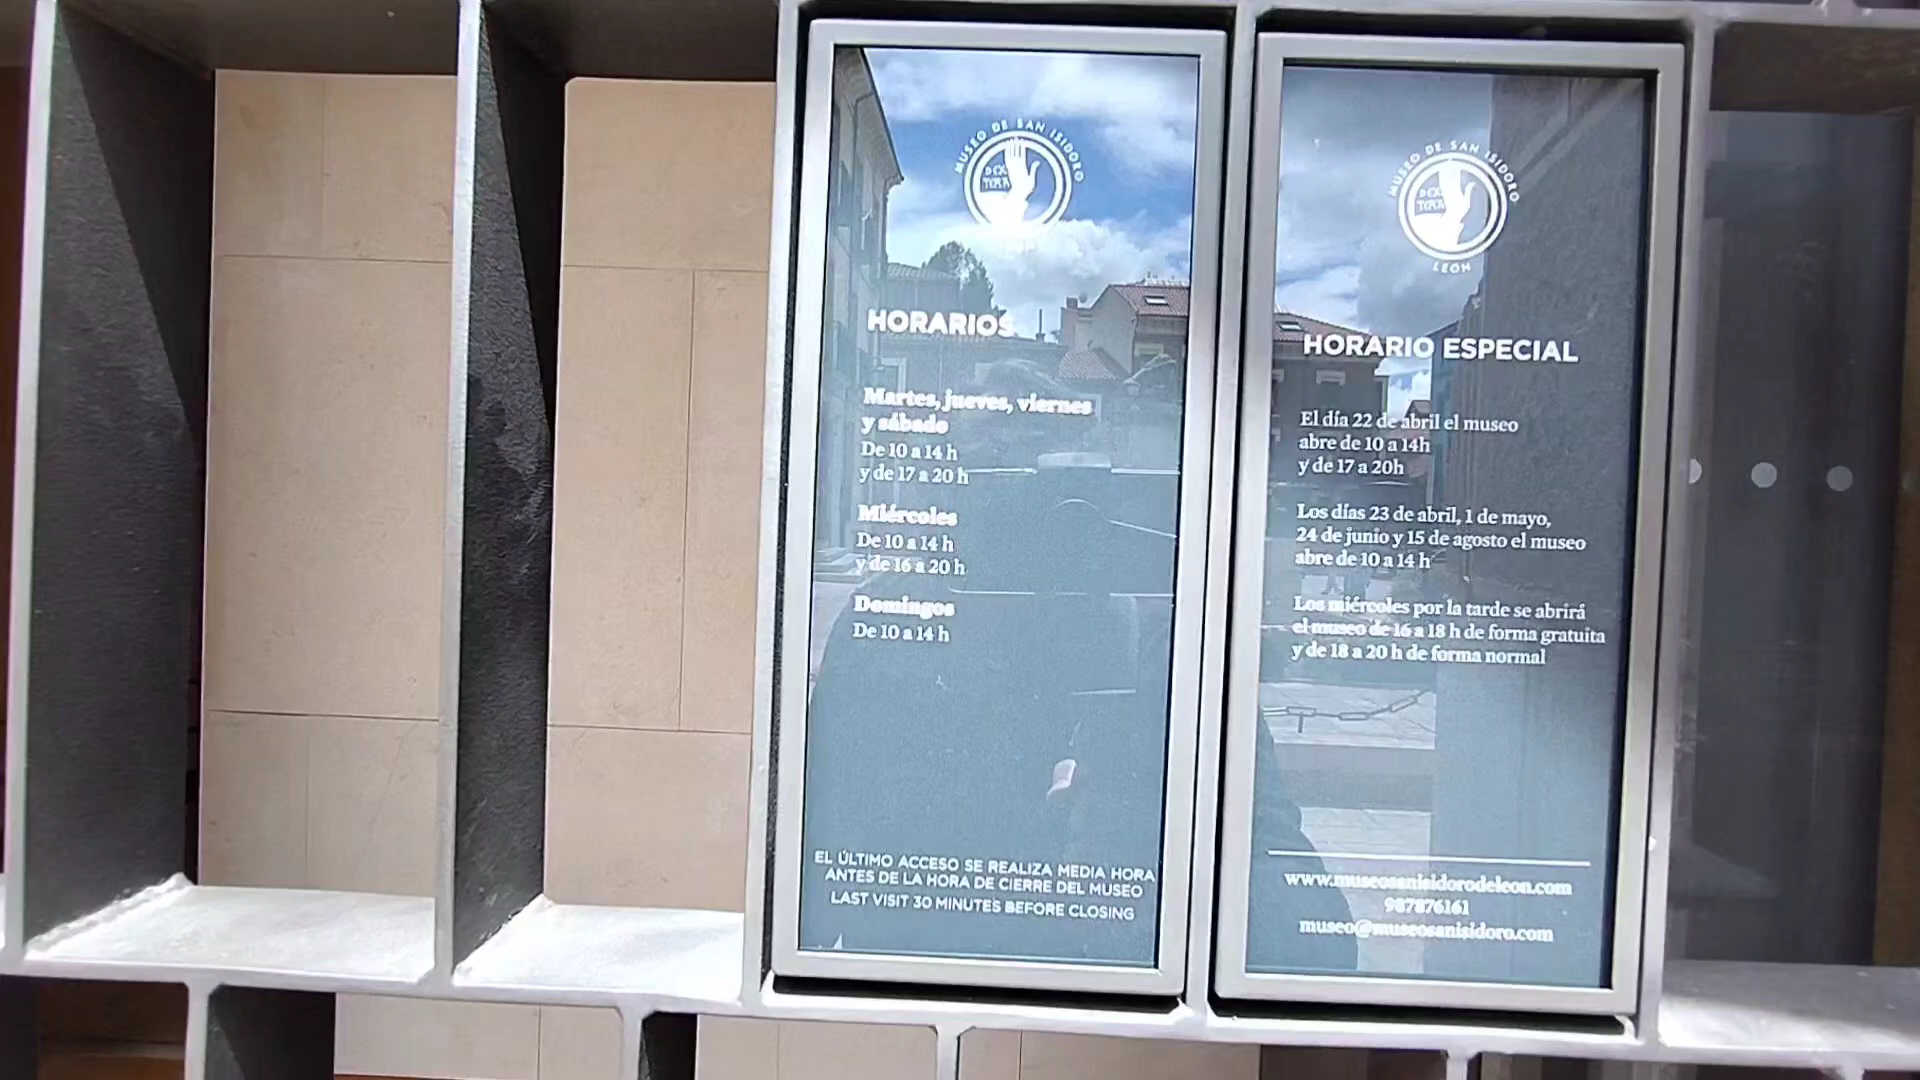 MUSEO DE SAN ISIDORO
HORARIOS
Martes, jueves, viernes
y sábado
De 10 a 14 h
y de 17 a 20 h
Miércoles
De 10 a 14 h
y de 16 a 20 h
Domingos
De 10 a 14 h
EL ÚLTIMO ACCESO SE REALIZA MEDIA HORA
ANTES DE LA HORA DE CIERRE DEL MUSEO
LAST VISIT 30 MINUTES BEFORE CLOSING
MUSEO DE SAN ISIDORO
LEÓN
HORARIO ESPECIAL
El día 22 de abril el museo
abre de 10 a 14h
y de 17 a 20h
Los días 23 de abril, 1 de mayo,
24 de junio y 15 de agosto el museo
abre de 10 a 14 h
Los miércoles por la tarde se abrirá
el museo de 16 a 18 h de forma gratuita
y de 18 a 20 h de forma normal
www.museosanisidorodeleon.com
987876161
museo@museosanisidoro.com